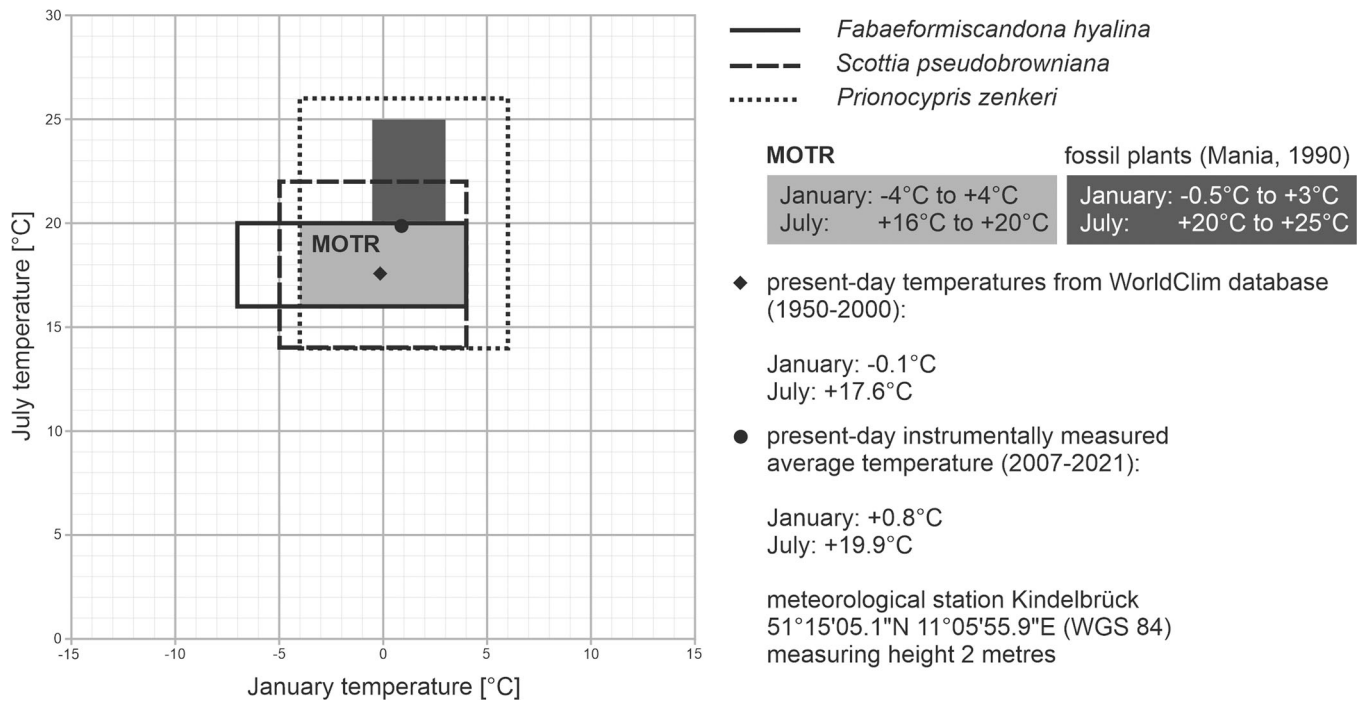 30
25
20
15
10
5
0
-15
-10
-5
0
5
10
15
July temperature [°C]
January temperature [°C]
MOTR
Fabaeformiscandona hyalina
Scottia pseudobrowniana
Prionocypris zenkeri
MOTR
January: -4°C to +4°C
July: +16°C to +20°C
fossil plants (Mania, 1990)
January: -0.5°C to +3°C
July: +20°C to +25°C
present-day temperatures from WorldClim database
(1950-2000):
January: -0.1°C
July: +17.6°C
present-day instrumentally measured
average temperature (2007-2021):
January: +0.8°C
July: +19.9°C
meteorological station Kindelbrück
51°15'05.1"N 11°05'55.9"E (WGS 84)
measuring height 2 metres